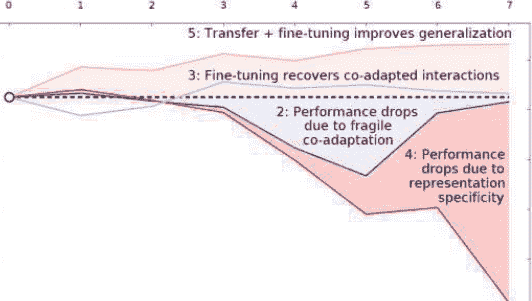 0 1 2 3 4 5 6 7
5: Transfer + fine-tuning improves generalization
3: Fine-tuning recovers co-adapted interactions
2: Performance drops
due to fragile
co-adaptation
4: Performance
drops due to
representation
specificity